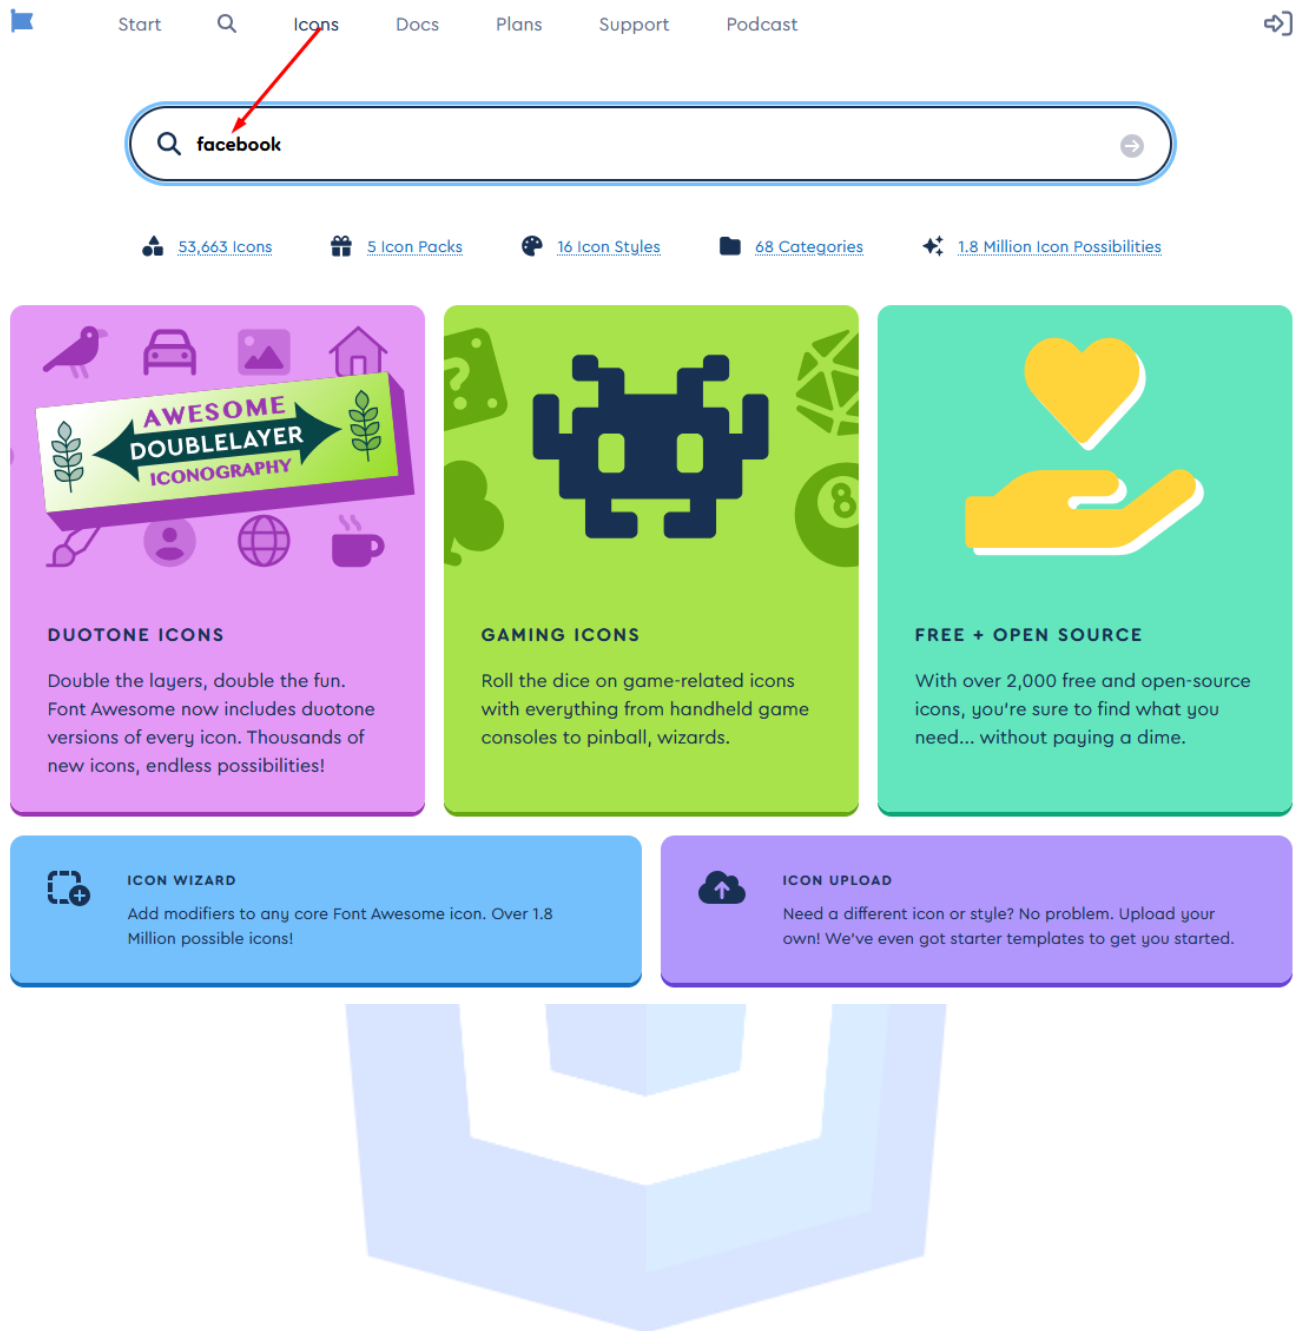 Start
Icons
Docs
Plans
Support
Podcast
facebook
53,663 Icons
5 Icon Packs
16 Icon Styles
68 Categories
1.8 Million Icon Possibilities
?
AWESOME
DOUBLELAYER
ICONOGRAPHY
8
DUOTONE ICONS
Double the layers, double the fun.
Font Awesome now includes duotone
versions of every icon. Thousands of
new icons, endless possibilities!
GAMING ICONS
Roll the dice on game-related icons
with everything from handheld game
consoles to pinball, wizards.
FREE + OPEN SOURCE
With over 2,000 free and open-source
icons, you're sure to find what you
need... without paying a dime.
ICON WIZARD
Add modifiers to any core Font Awesome icon. Over 1.8
Million possible icons!
ICON UPLOAD
Need a different icon or style? No problem. Upload your
own! We've even got starter templates to get you started.